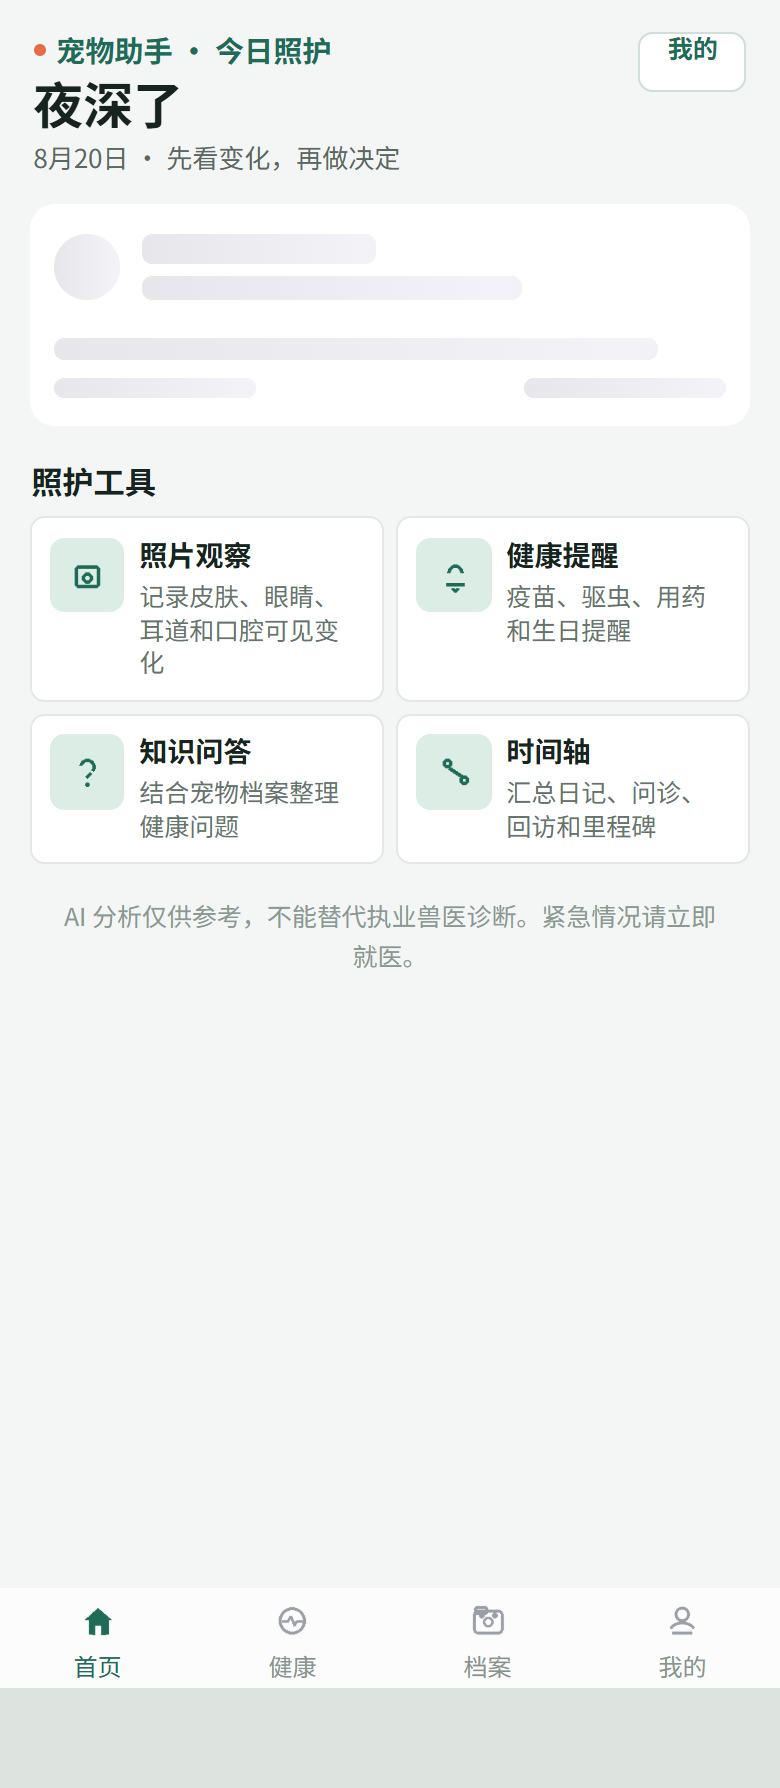 宠物助手 · 今日照护
我的
夜深了
8月20日 · 先看变化，再做决定
照护工具
照片观察
记录皮肤、眼睛、
耳道和口腔可见变
化
健康提醒
疫苗、驱虫、用药
和生日提醒
知识问答
结合宠物档案整理
健康问题
时间轴
汇总日记、问诊、
回访和里程碑
AI 分析仅供参考，不能替代执业兽医诊断。紧急情况请立即
就医。
首页
健康
档案
我的